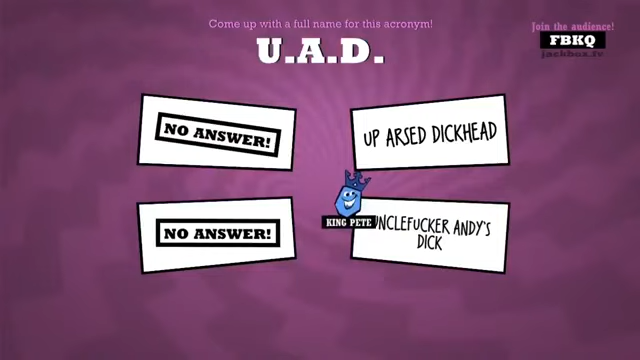 Come up with a full name for this acronym!
U.A.D.
Join the audience!
FBKQ
jackbox.tv
NO ANSWER!
UP ARSED DICKHEAD
NO ANSWER!
KING PETE
UNCLEFUCKER ANDY'S
DICK